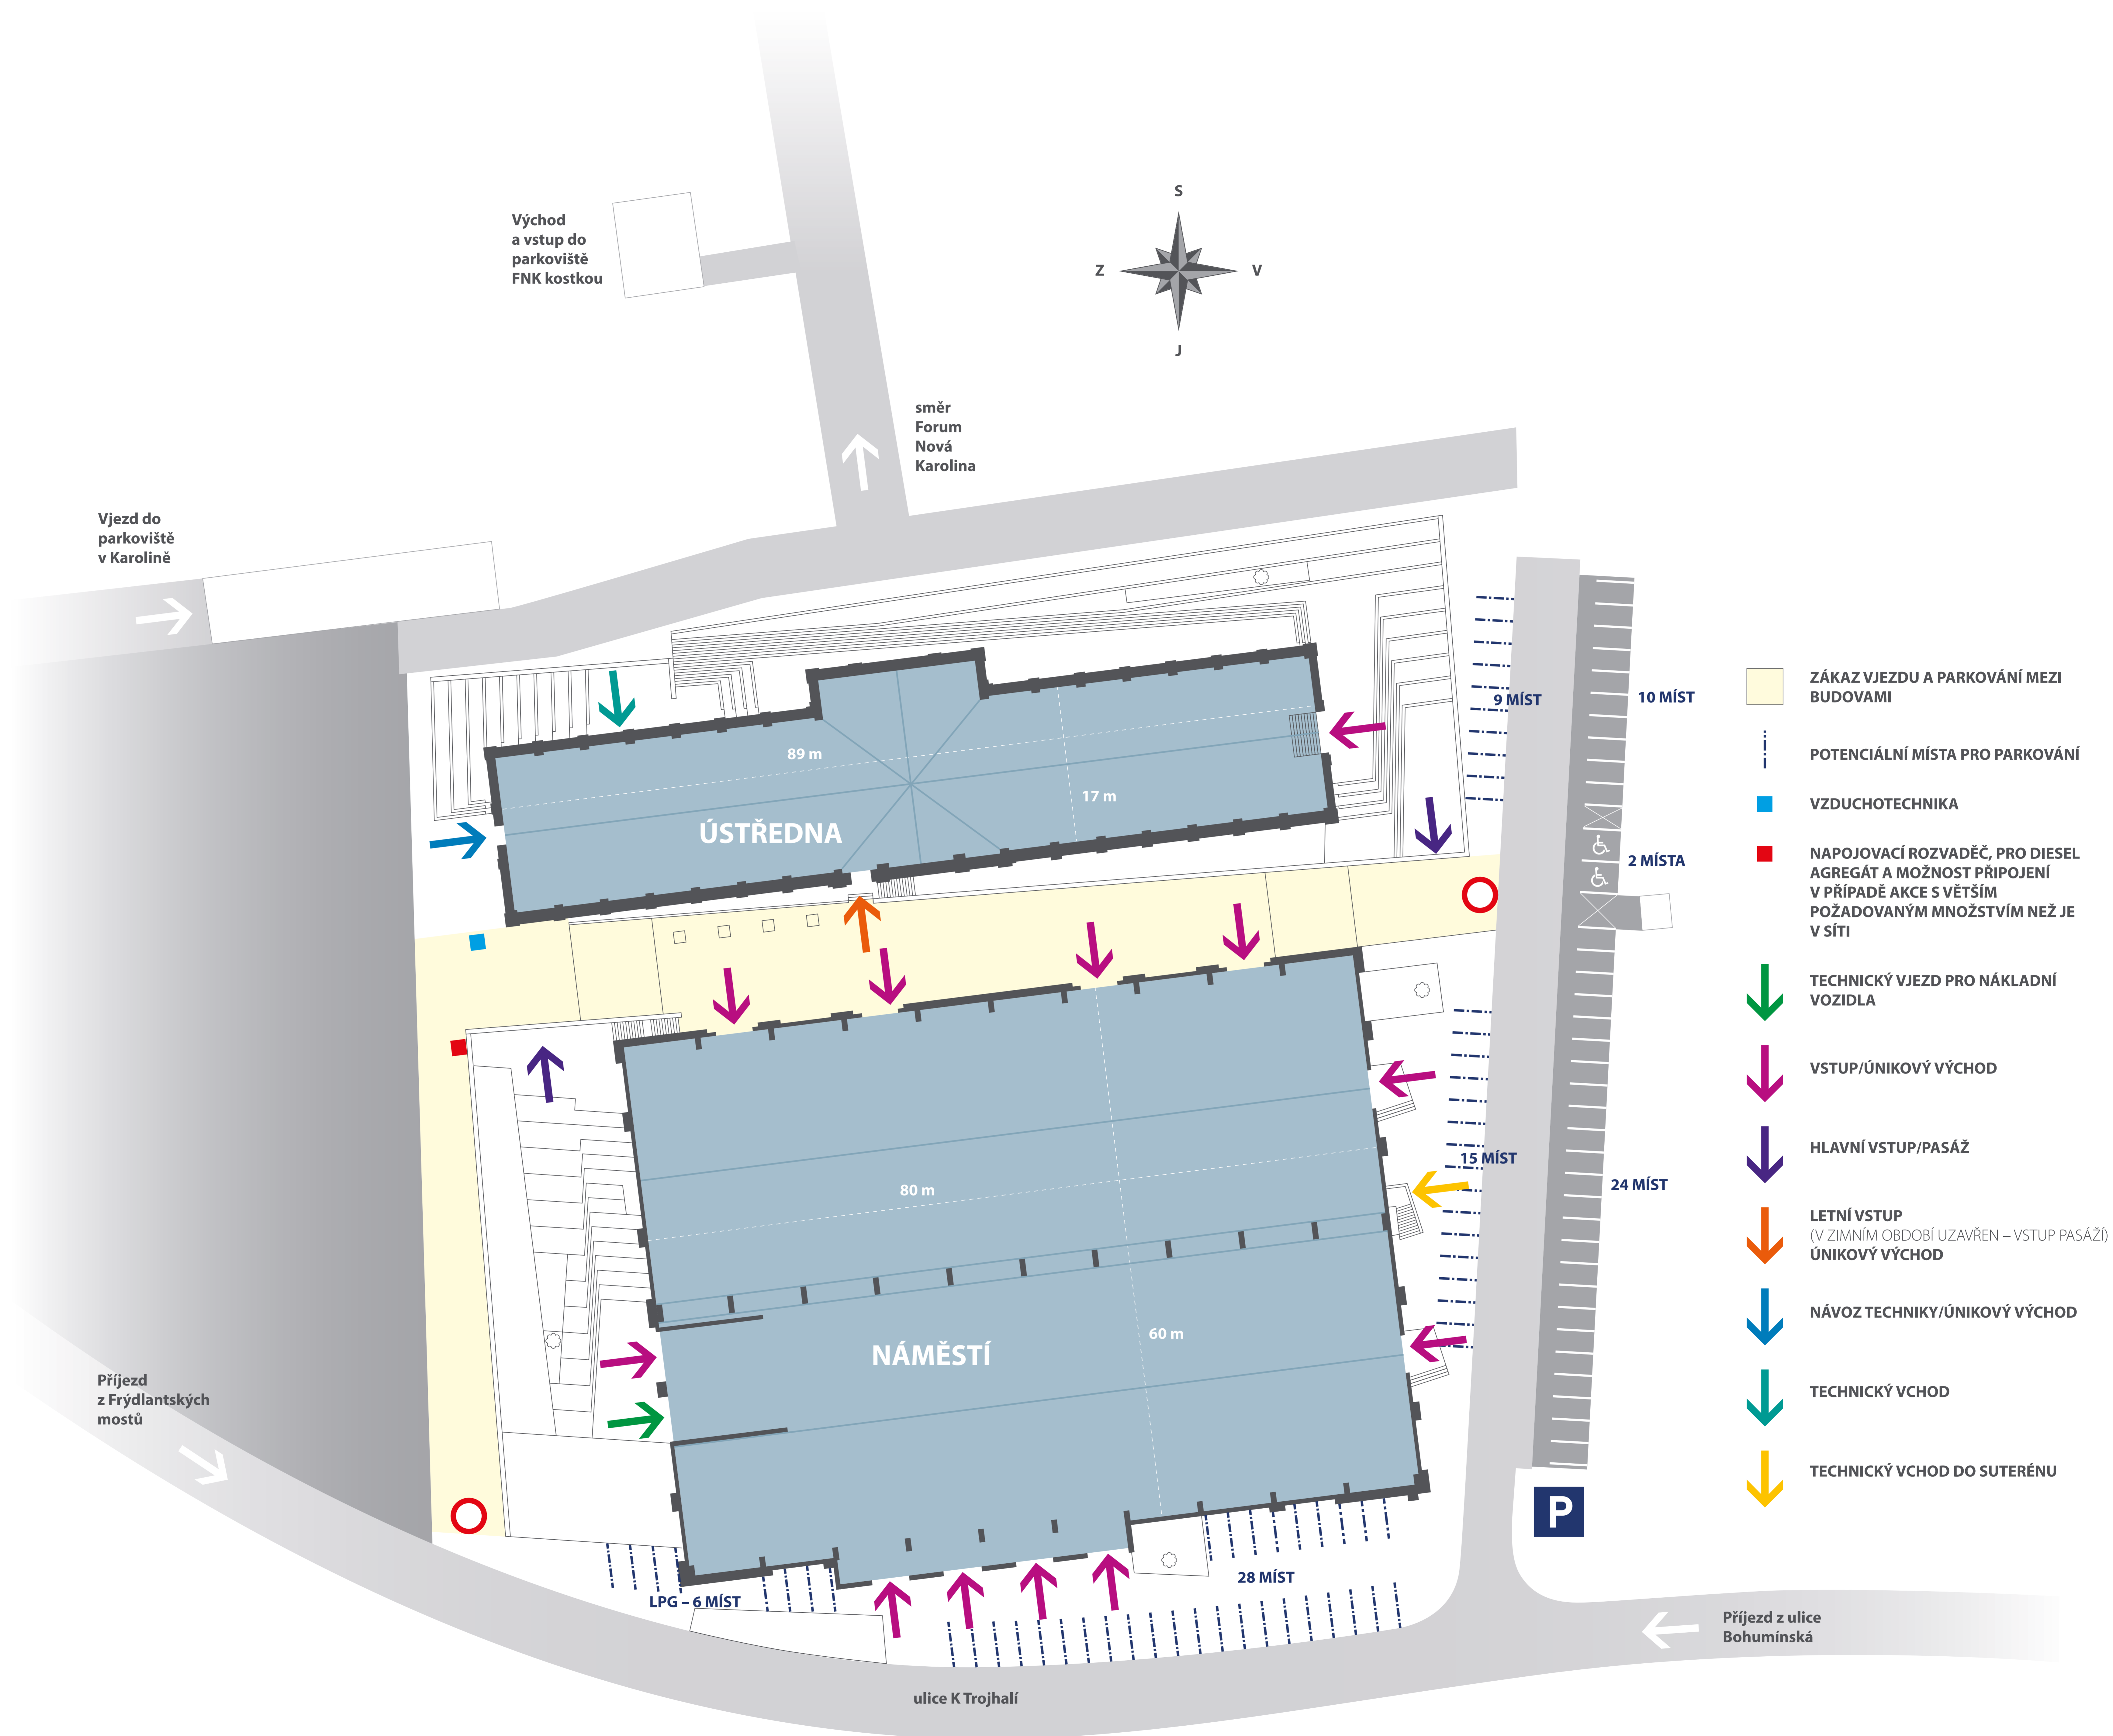 Východ
a vstup do
parkoviště
FNK kostkou
S
Z
V
J
směr
Forum
Nová
Karolina
Vjezd do
parkoviště
v Karolině
89 m
17 m
ÚSTŘEDNA
9 MÍST
10 MÍST
2 MÍSTA
15 MÍST
24 MÍST
80 m
60 m
NÁMĚSTÍ
Příjezd
z Frýdlantských
mostů
LPG – 6 MÍST
28 MÍST
P
Příjezd z ulice
Bohumínská
ulice K Trojhalí
ZÁKAZ VJEZDU A PARKOVÁNÍ MEZI
BUDOVAMI
POTENCIÁLNÍ MÍSTA PRO PARKOVÁNÍ
VZDUCHOTECHNIKA
NAPOJOVACÍ ROZVADĚČ, PRO DIESEL
AGREGÁT A MOŽNOST PŘIPOJENÍ
V PŘÍPADĚ AKCE S VĚTŠÍM
POŽADOVANÝM MNOŽSTVÍM NEŽ JE
V SÍTI
TECHNICKÝ VJEZD PRO NÁKLADNÍ
VOZIDLA
VSTUP/ÚNIKOVÝ VÝCHOD
HLAVNÍ VSTUP/PASÁŽ
LETNÍ VSTUP
(V ZIMNÍM OBDOBÍ UZAVŘEN – VSTUP PASÁŽÍ)
ÚNIKOVÝ VÝCHOD
NÁVOZ TECHNIKY/ÚNIKOVÝ VÝCHOD
TECHNICKÝ VCHOD
TECHNICKÝ VCHOD DO SUTERÉNU